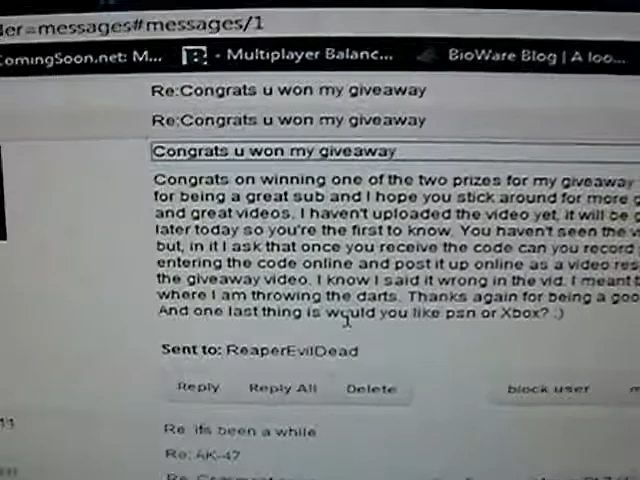 der=messages#messages/1
ComingSoon.net: M...
- Multiplayer Balanc...
BioWare Blog | A loo...
Re:Congrats u won my giveaway
Re:Congrats u won my giveaway
Congrats u won my giveaway
Congrats on winning one of the two prizes for my giveaway
for being a great sub and I hope you stick around for more g
and great videos. I haven't uploaded the video yet, it will be
later today so you're the first to know. You haven't seen the v
but, in it I ask that once you receive the code can you record
entering the code online and post it up online as a video res
the giveaway video. I know I said it wrong in the vid. I meant
where I am throwing the darts. Thanks again for being a goo
And one last thing is would you like psn or Xbox? :)
Sent to: ReaperEvilDead
Reply
Reply All
Delete
block user
Re: its been a while
Re: AK-47